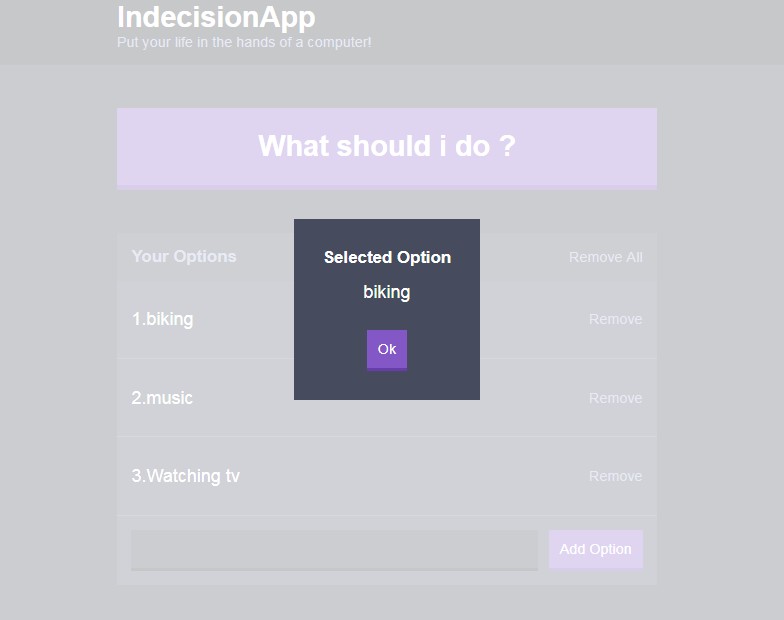 IndecisionApp
Put your life in the hands of a computer!
What should i do ?
Selected Option
biking
Ok
Your Options
Remove All
1.biking
Remove
2.music
Remove
3.Watching tv
Remove
Add Option